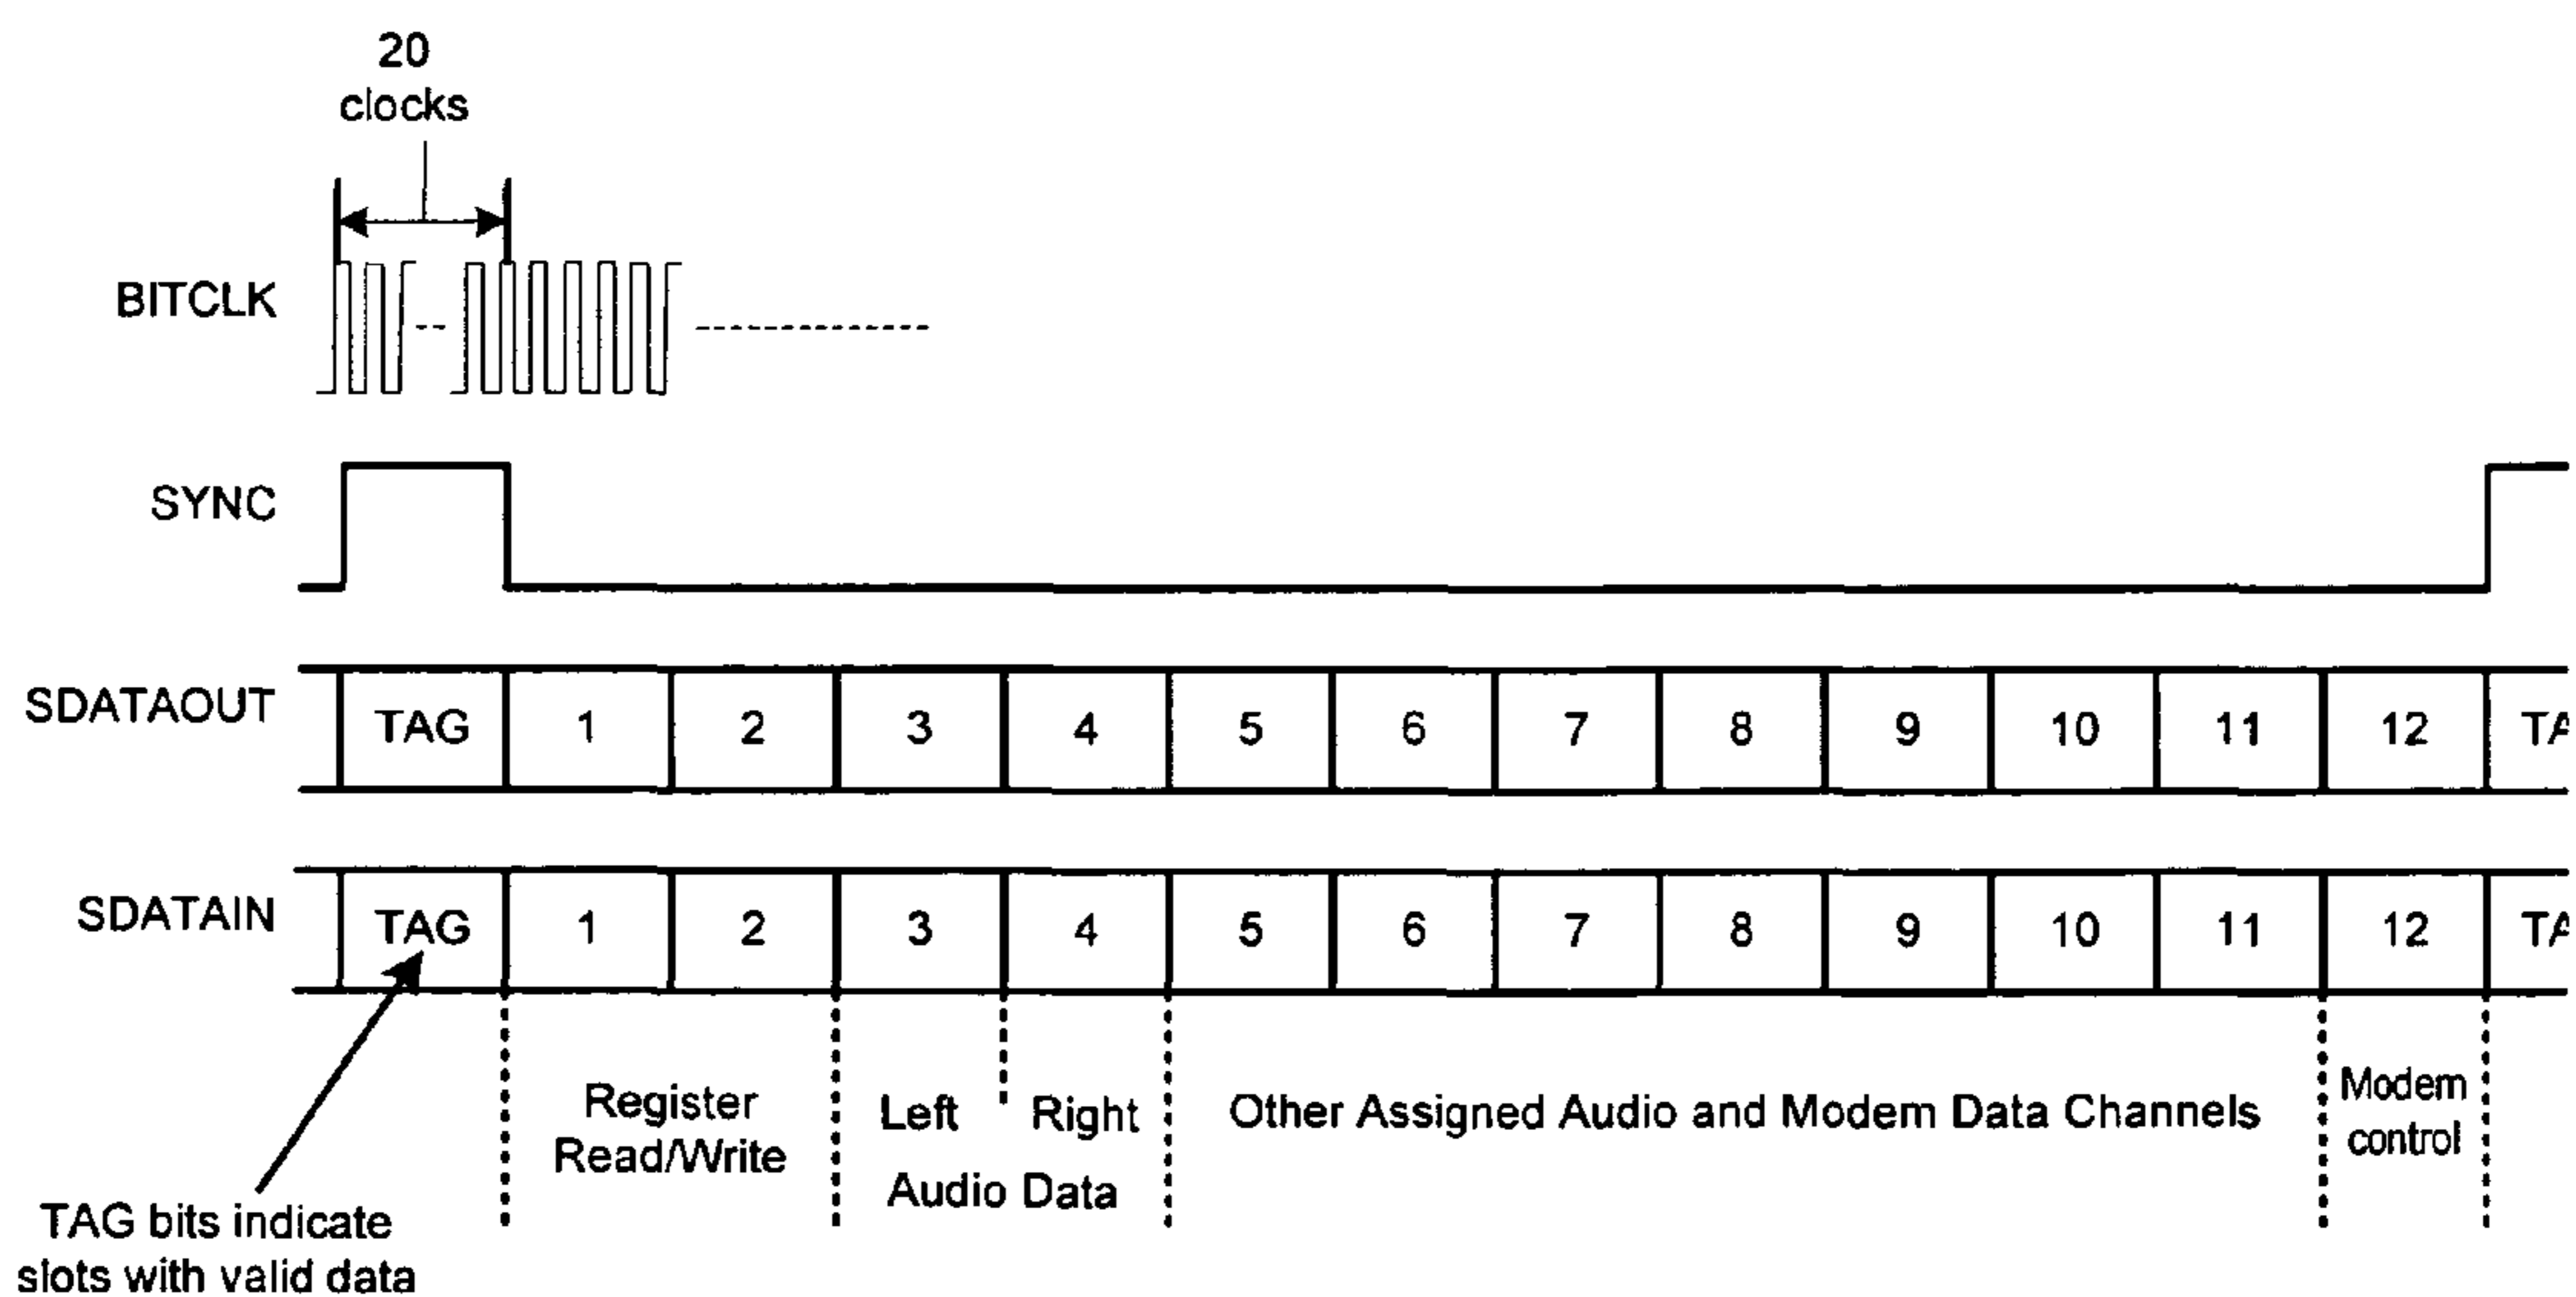 20
clocks
BITCLK
SYNC
SDATAOUT TAG 1 2 3 4 5 6 7 8 9 10 11 12 TA
SDATAIN TAG 1 2 3 4 5 6 7 8 9 10 11 12 TA
Register
Read/Write
Left Right
Audio Data
Other Assigned Audio and Modem Data Channels
Modem
control
TAG bits indicate
slots with valid data